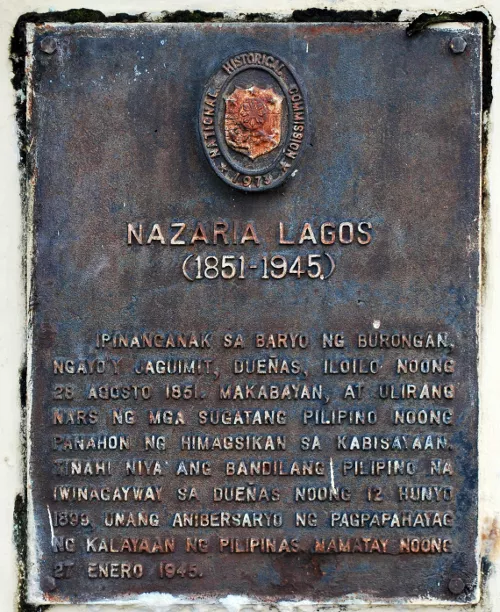 NATIONAL HISTORICAL COMMISSION
NAZARIA LAGOS
(1851-1945)
IPINANGANAK SA BARYO NG BURONGAN,
NGAYO'Y JAGUIMIT, DUEÑAS, ILOILO NOONG
28 AGOSTO 1851. MAKABAYAN, AT ULIRANG
NARS NG MGA SUGATANG PILIPINO NOONG
PANAHON NG HIMAGSIKAN SA KABISAYAAN.
TINAHI NIYA ANG BANDILANG PILIPINO NA
IWINAGAYWAY SA DUEÑAS NOONG 12 HUNYO
1899, UNANG ANIBERSARYO NG PAGPAPAHAYAG
NG KALAYAAN NG PILIPINAS. NAMATAY NOONG
27 ENERO 1945.